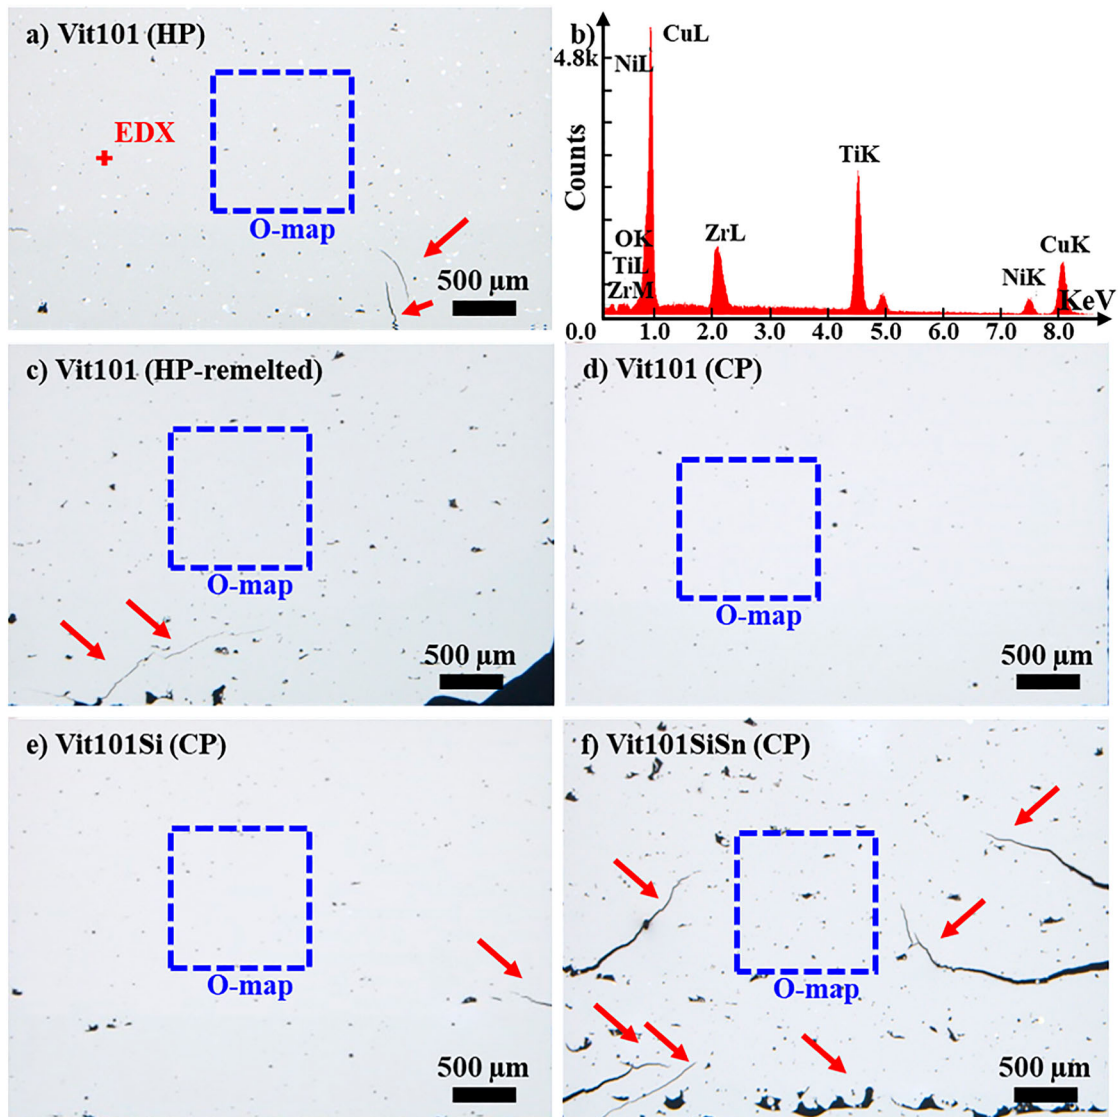 a) Vit101 (HP)
EDX
O-map
500 μm
b)
4.8k
CuL
NiL
TiK
Counts
OK
TiL
ZrM
ZrL
NiK
CuK
KeV
0.0 1.0 2.0 3.0 4.0 5.0 6.0 7.0 8.0
c) Vit101 (HP-remelted)
O-map
500 μm
d) Vit101 (CP)
O-map
500 μm
e) Vit101Si (CP)
O-map
500 μm
f) Vit101SiSn (CP)
O-map
500 μm